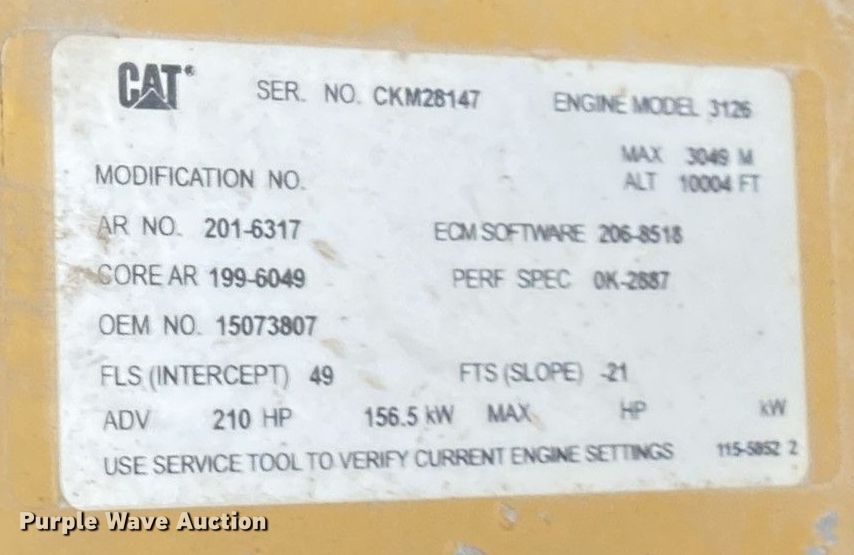 CAT® SER. NO. CKM28147 ENGINE MODEL 3126
MAX 3049 M
MODIFICATION NO. ALT 10004 FT
AR NO. 201-6317 ECM SOFTWARE 206-8518
CORE AR 199-6049 PERF SPEC 0K-2887
OEM NO. 15073807
FLS (INTERCEPT) 49 FTS (SLOPE) -21
ADV 210 HP 156.5 kW MAX HP kW
USE SERVICE TOOL TO VERIFY CURRENT ENGINE SETTINGS 115-5852 2
Purple Wave Auction